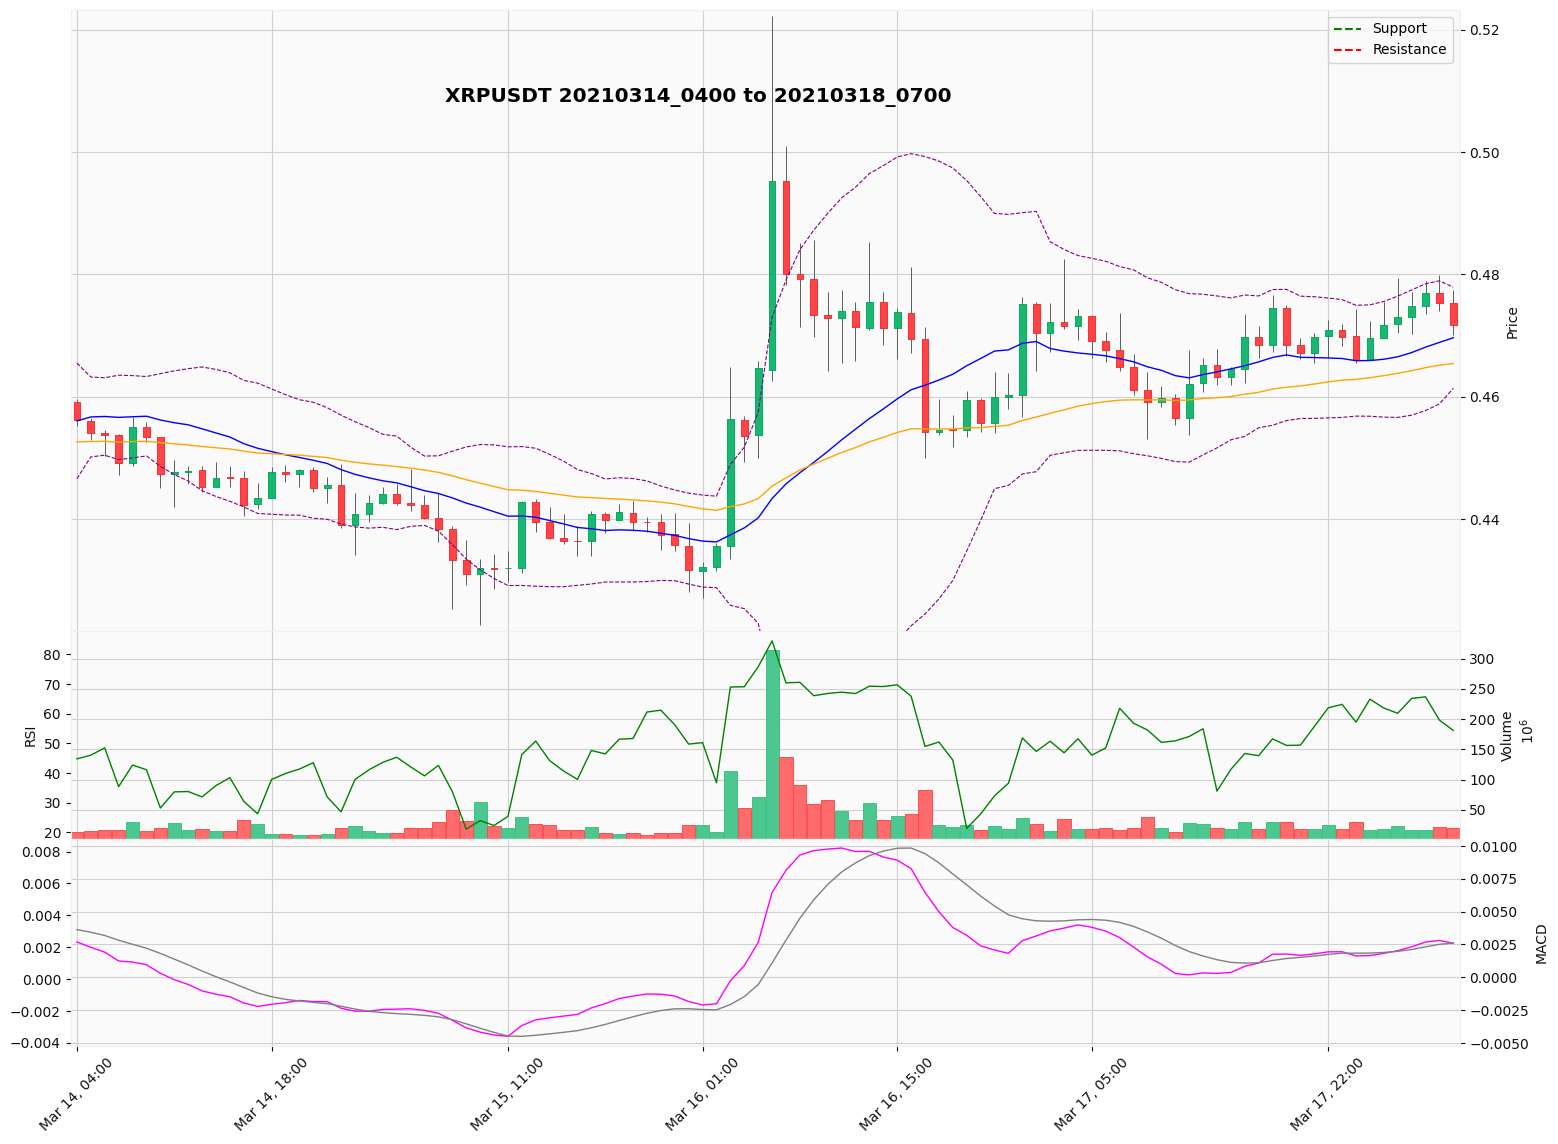 XRPUSDT 20210314_0400 to 20210318_0700
Support
Resistance
0.52
0.50
0.48
0.46
0.44
Price
80
70
60
50
40
30
20
RSI
300
250
200
150
100
50
Volume
10^6
0.008
0.006
0.004
0.002
0.000
−0.002
−0.004
0.0100
0.0075
0.0050
0.0025
0.0000
−0.0025
−0.0050
MACD
Mar 14, 04:00
Mar 14, 18:00
Mar 15, 11:00
Mar 16, 01:00
Mar 16, 15:00
Mar 17, 05:00
Mar 17, 22:00